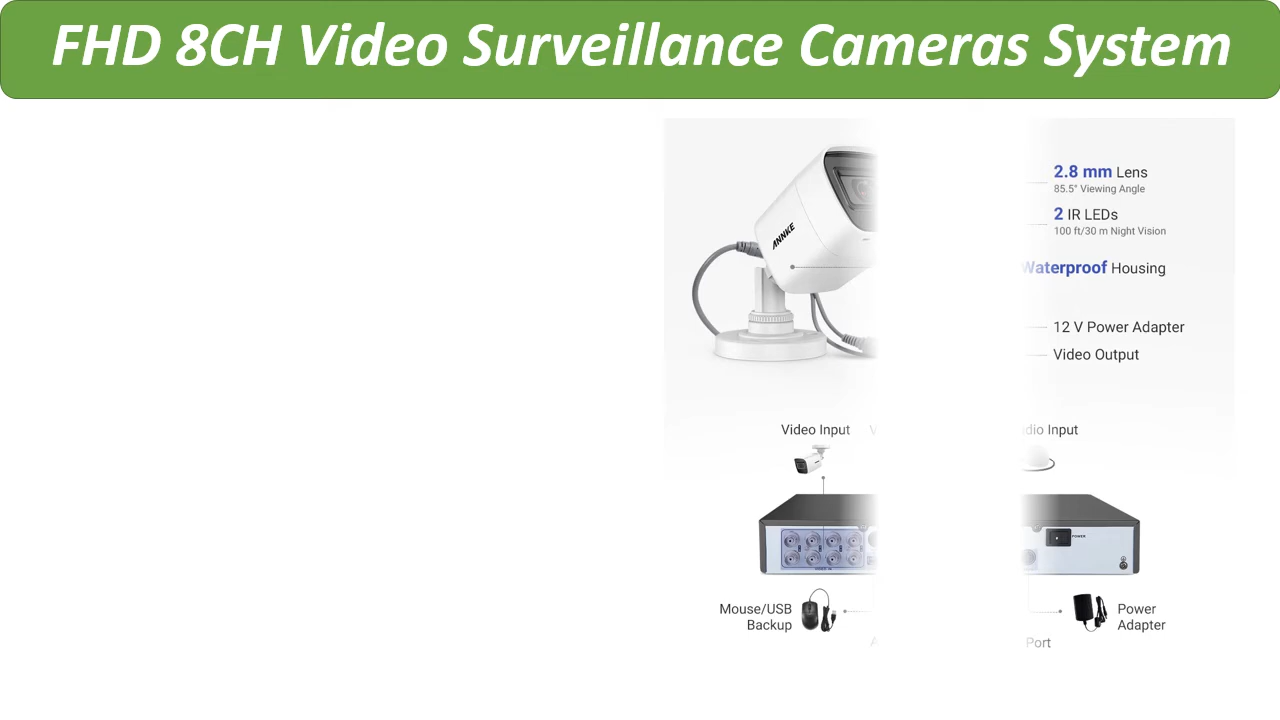 FHD 8CH Video Surveillance Cameras System
2.8 mm Lens
85.5° Viewing Angle
2 IR LEDs
100 ft/30 m Night Vision
ANNKE
Waterproof Housing
12 V Power Adapter
Video Output
Video Input
Input
POWER
Mouse/USB
Backup
Power
Adapter
Port